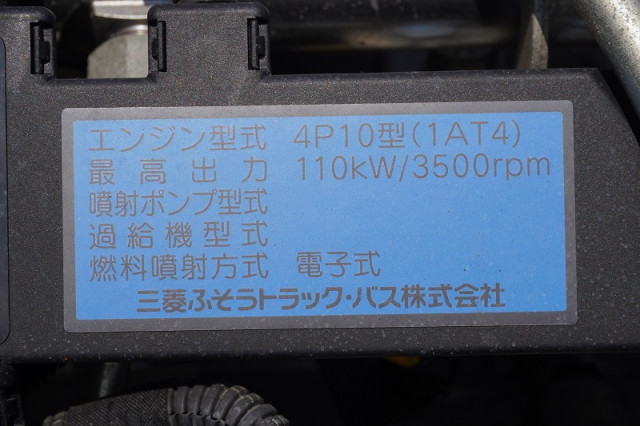 エンジン型式 4P10型(1AT4)
最高出力 110kW/3500rpm
噴射ポンプ型式
過給機型式
燃料噴射方式 電子式
三菱ふそうトラック・バス株式会社